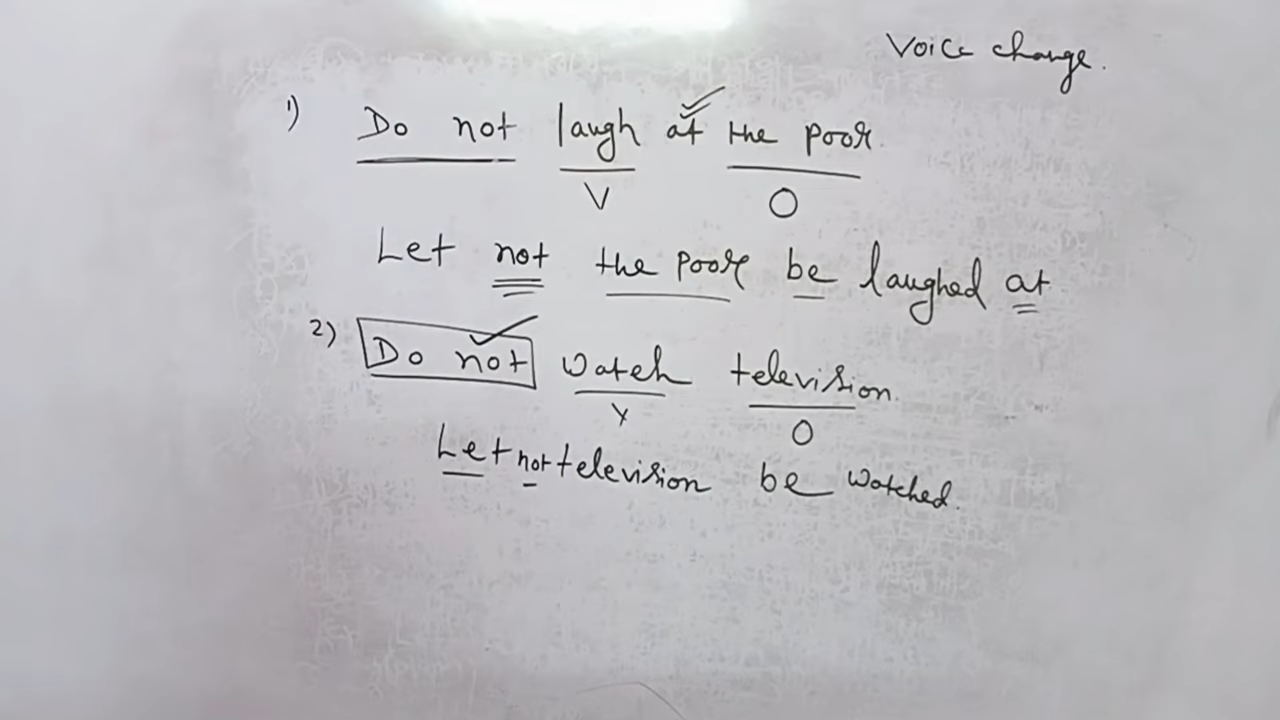 Voice change.
1) Do not laugh at the poor.
V O
Let not the poor be laughed at
2) Do not watch television.
V O
Let not television be watched.